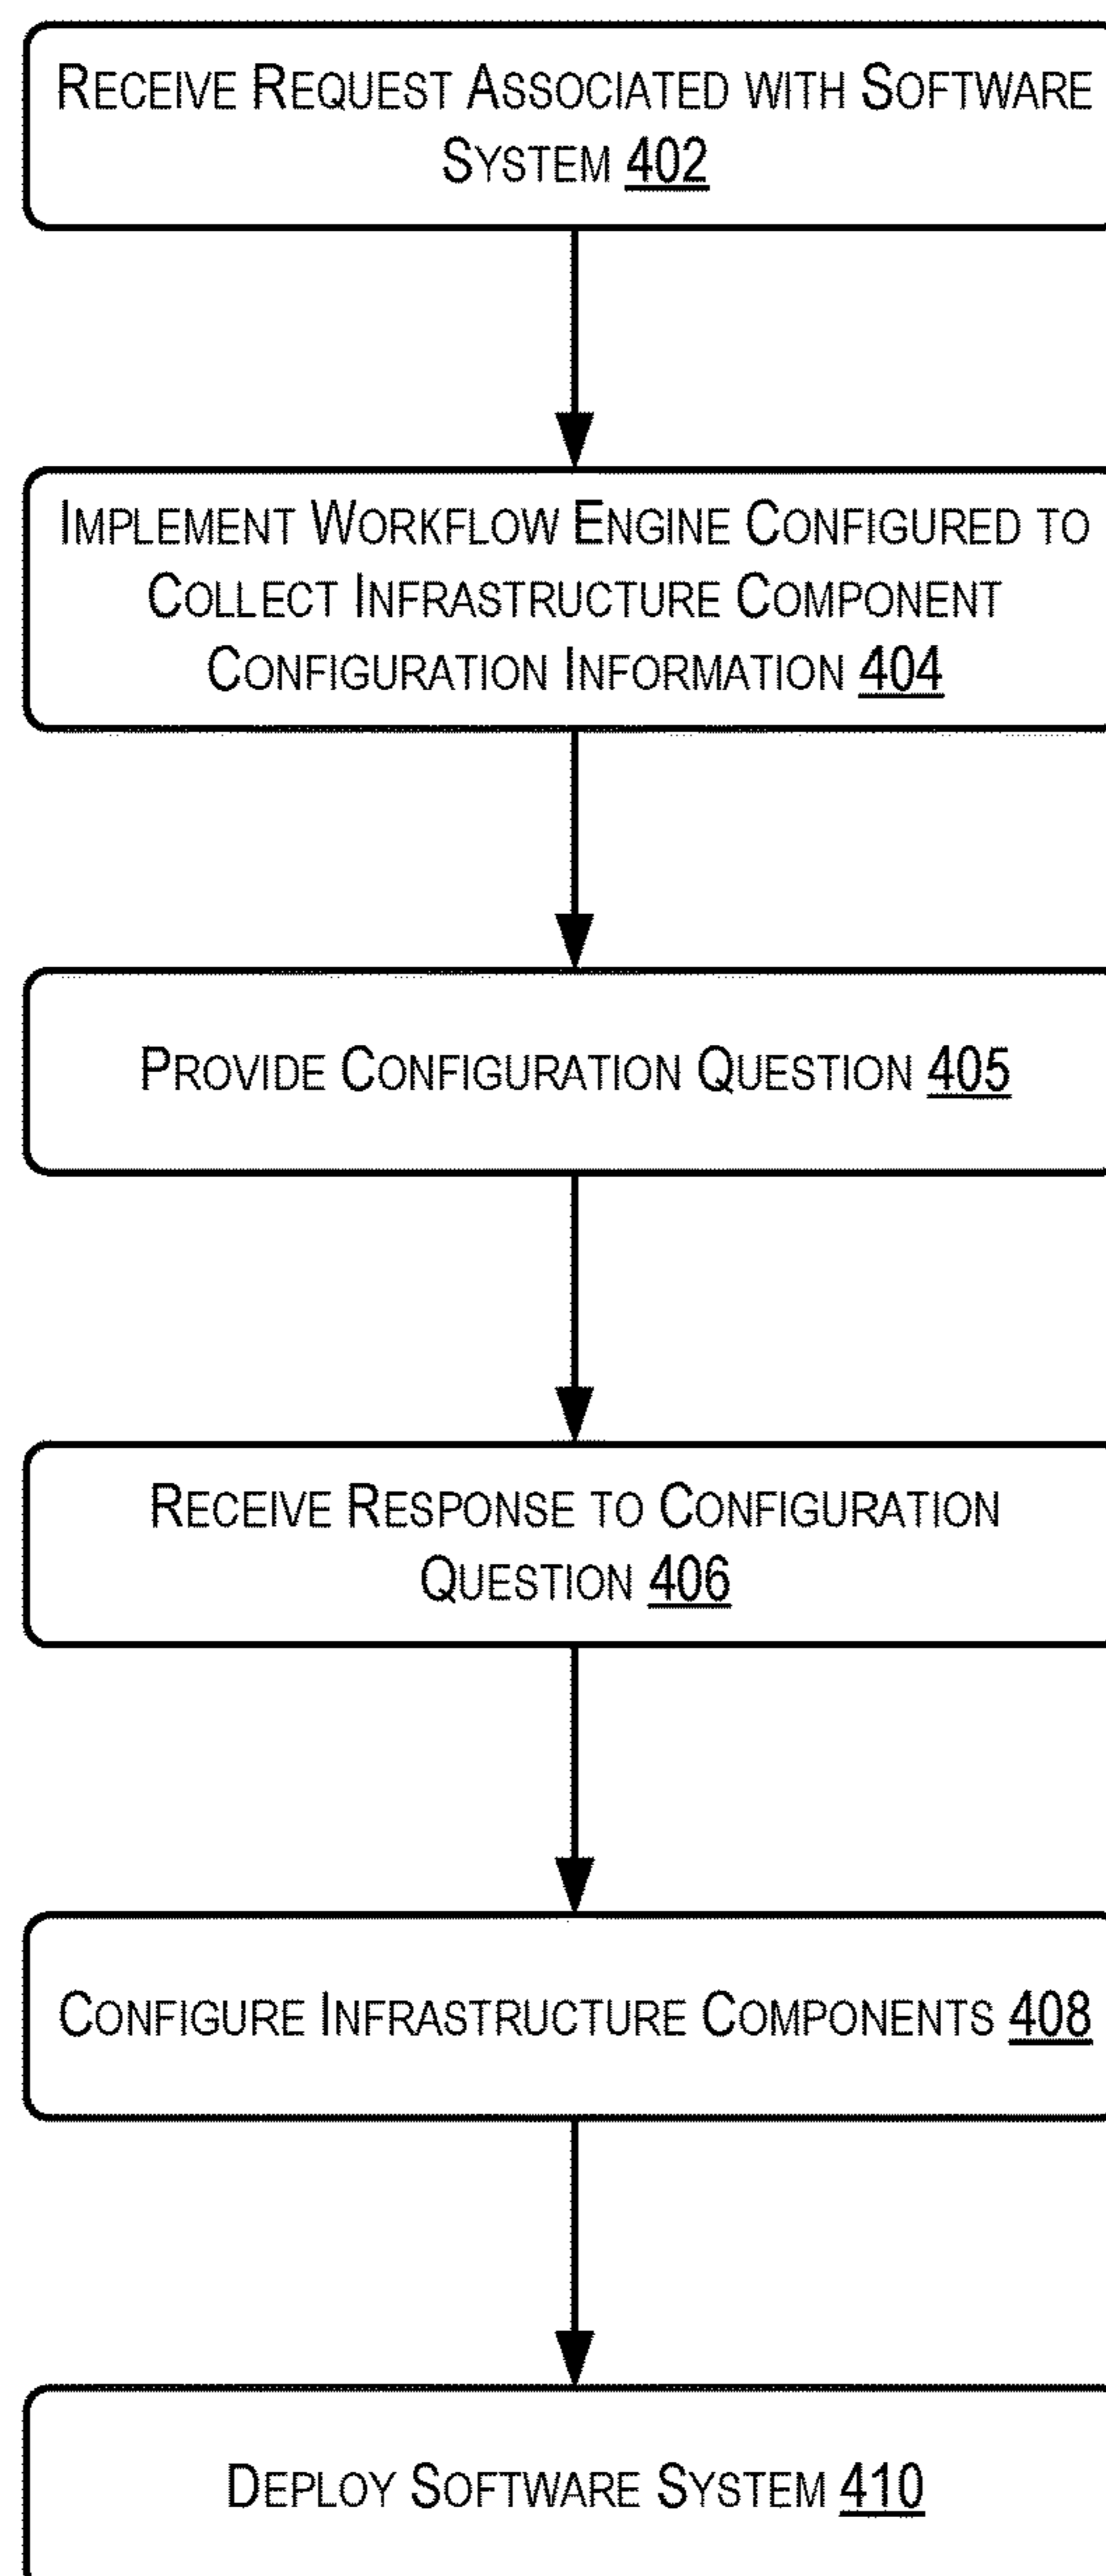 RECEIVE REQUEST ASSOCIATED WITH SOFTWARE
SYSTEM 402
IMPLEMENT WORKFLOW ENGINE CONFIGURED TO
COLLECT INFRASTRUCTURE COMPONENT
CONFIGURATION INFORMATION 404
PROVIDE CONFIGURATION QUESTION 405
RECEIVE RESPONSE TO CONFIGURATION
QUESTION 406
CONFIGURE INFRASTRUCTURE COMPONENTS 408
DEPLOY SOFTWARE SYSTEM 410